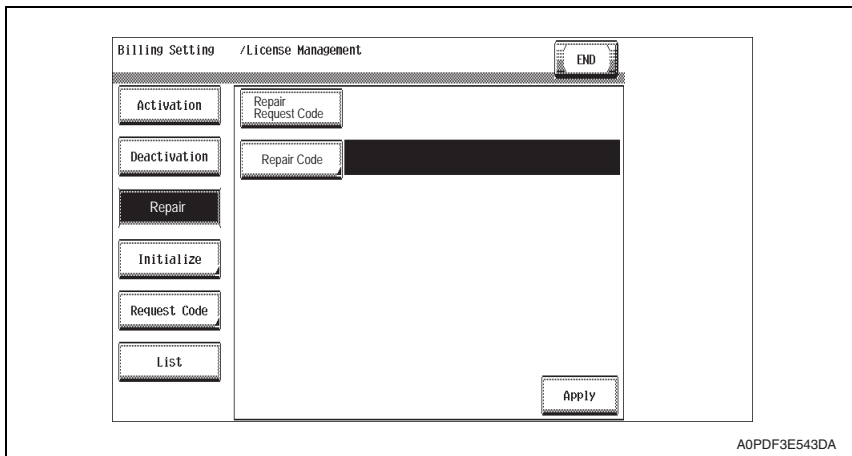 Billing Setting /License Management
END
Activation
Repair
Request Code
Deactivation
Repair Code
Repair
Initialize
Request Code
List
Apply
A0PDF3E543DA